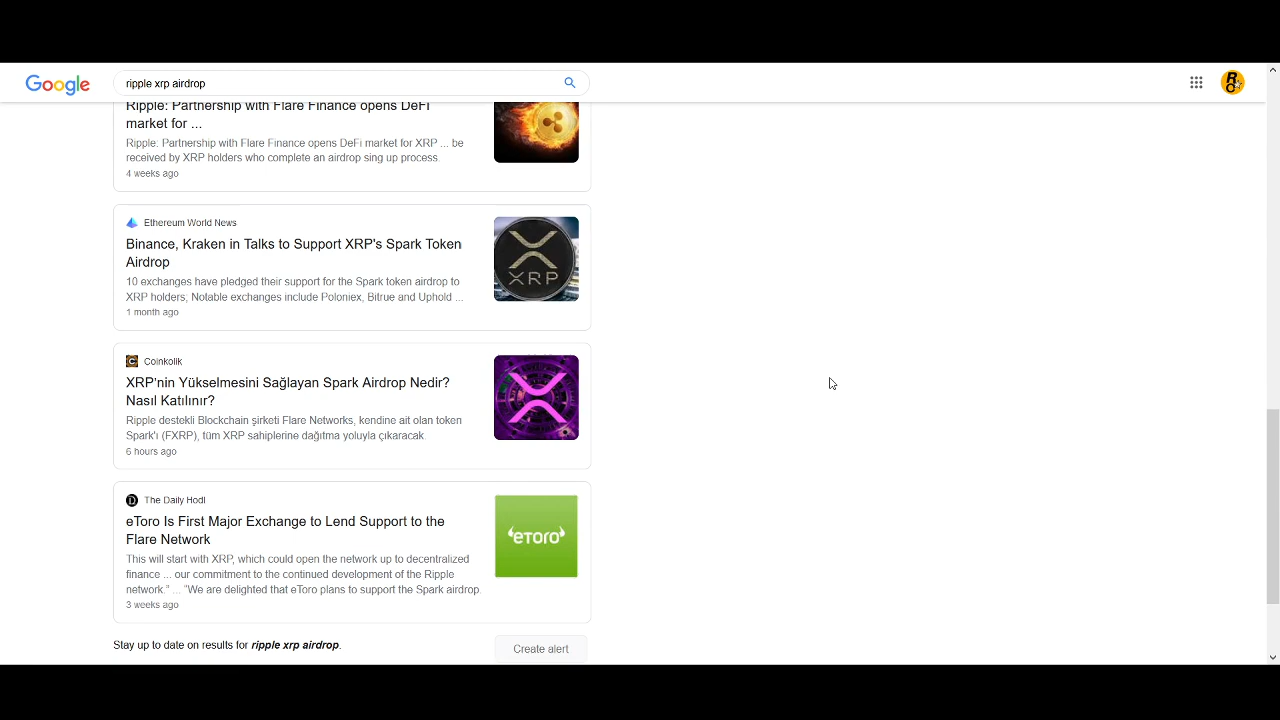 Google
ripple xrp airdrop
Ripple: Partnership with Flare Finance opens DeFi
market for ...
Ripple: Partnership with Flare Finance opens DeFi market for XRP ... be
received by XRP holders who complete an airdrop sing up process.
4 weeks ago
Ethereum World News
Binance, Kraken in Talks to Support XRP's Spark Token
Airdrop
10 exchanges have pledged their support for the Spark token airdrop to
XRP holders; Notable exchanges include Poloniex, Bitrue and Uphold ...
1 month ago
XRP
Coinkolik
XRP'nin Yükselmesini Sağlayan Spark Airdrop Nedir?
Nasıl Katılınır?
Ripple destekli Blockchain şirketi Flare Networks, kendine ait olan token
Spark'ı (FXRP), tüm XRP sahiplerine dağıtma yoluyla çıkaracak.
6 hours ago
The Daily Hodl
eToro Is First Major Exchange to Lend Support to the
Flare Network
This will start with XRP, which could open the network up to decentralized
finance ... our commitment to the continued development of the Ripple
network." ... "We are delighted that eToro plans to support the Spark airdrop.
3 weeks ago
eToro
Stay up to date on results for ripple xrp airdrop.
Create alert